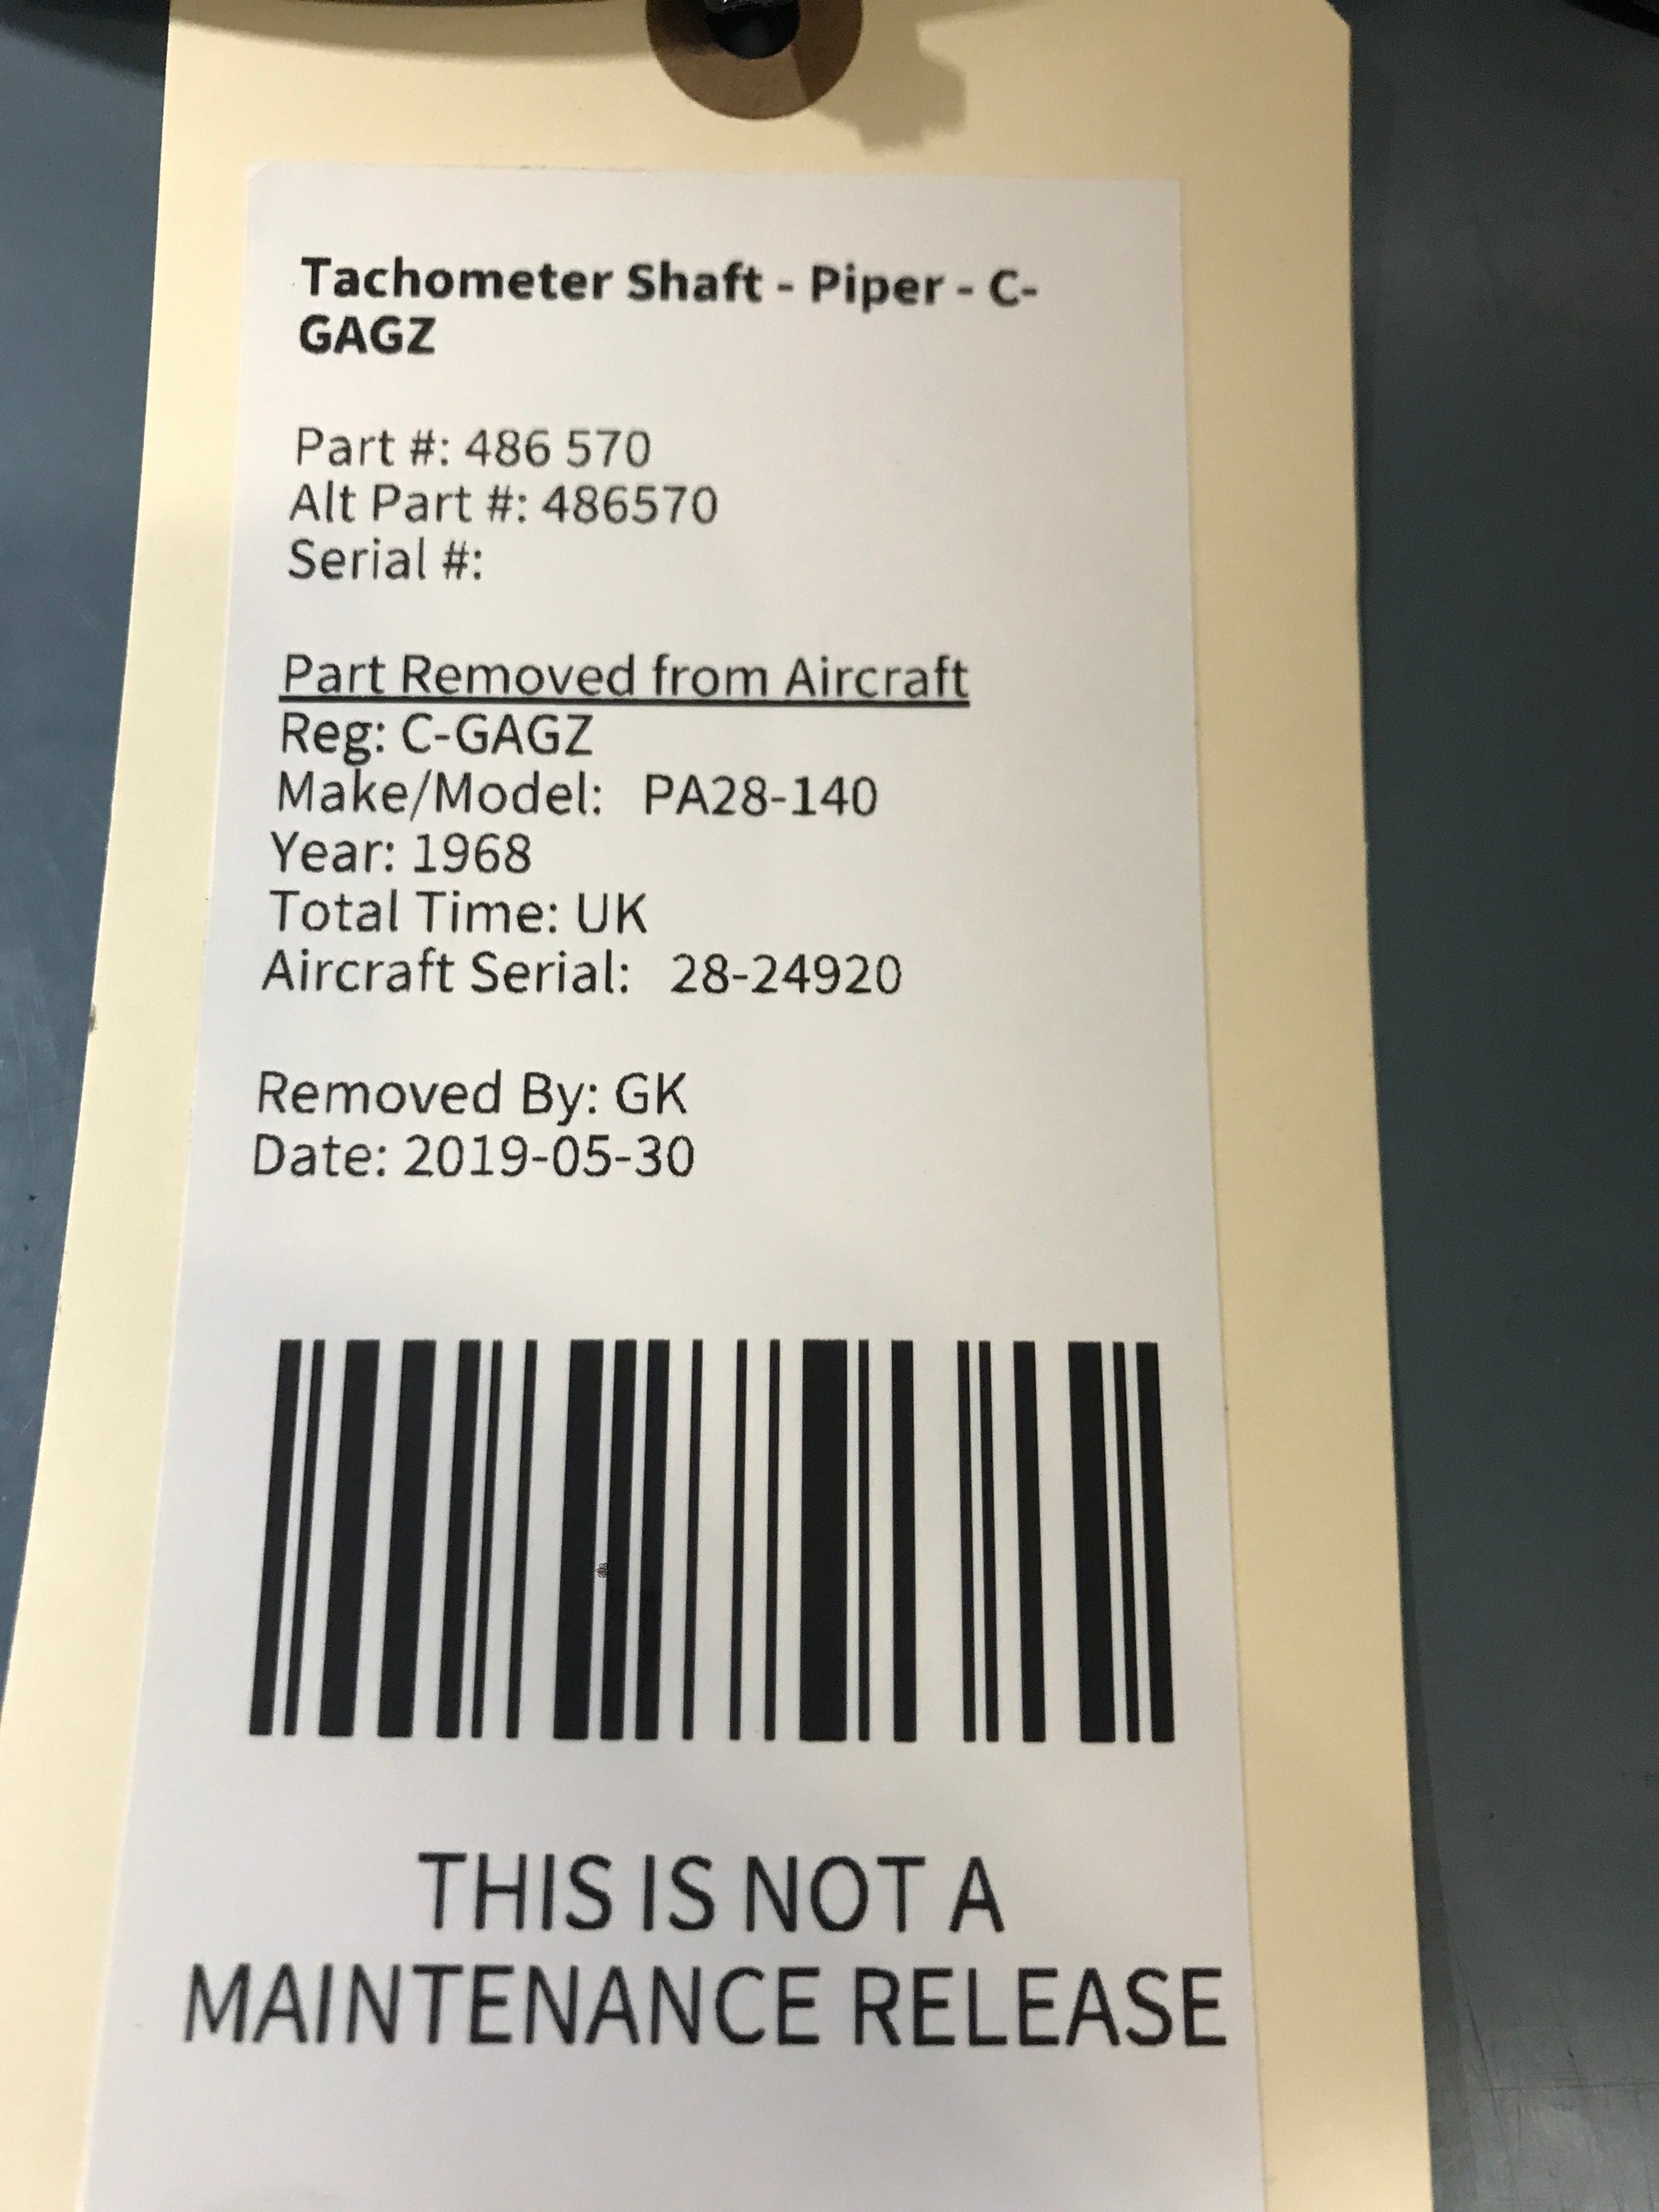 Tachometer Shaft - Piper - C-
GAGZ
Part #: 486 570
Alt Part #: 486570
Serial #:
Part Removed from Aircraft
Reg: C-GAGZ
Make/Model: PA28-140
Year: 1968
Total Time: UK
Aircraft Serial: 28-24920
Removed By: GK
Date: 2019-05-30
THIS IS NOT A
MAINTENANCE RELEASE